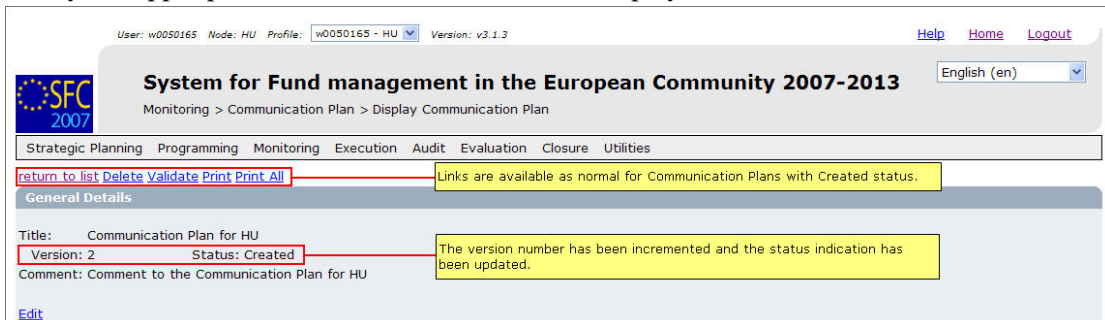 User: w0050165 Node: HU Profile: w0050165 - HU Version: v3.1.3 Help Home Logout
System for Fund management in the European Community 2007-2013 English (en)
SFC
2007
Monitoring > Communication Plan > Display Communication Plan
Strategic Planning Programming Monitoring Execution Audit Evaluation Closure Utilities
return to list Delete Validate Print Print All Links are available as normal for Communication Plans with Created status.
General Details
Title: Communication Plan for HU
Version: 2 Status: Created
The version number has been incremented and the status indication has
been updated.
Comment: Comment to the Communication Plan for HU
Edit